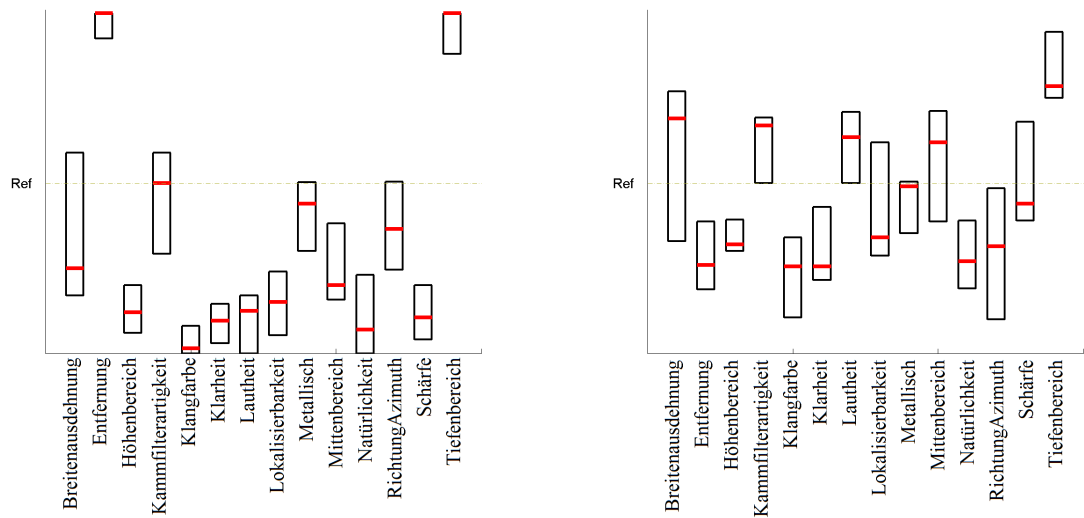 Ref
Breitenausdehnung
Entfernung
Höhenbereich
Kammfilterartigkeit
Klangfarbe
Klarheit
Lautheit
Lokalisierbarkeit
Metallisch
Mittenbereich
Natürlichkeit
RichtungAzimuth
Schärfe
Tiefenbereich
Ref
Breitenausdehnung
Entfernung
Höhenbereich
Kammfilterartigkeit
Klangfarbe
Klarheit
Lautheit
Lokalisierbarkeit
Metallisch
Mittenbereich
Natürlichkeit
RichtungAzimuth
Schärfe
Tiefenbereich